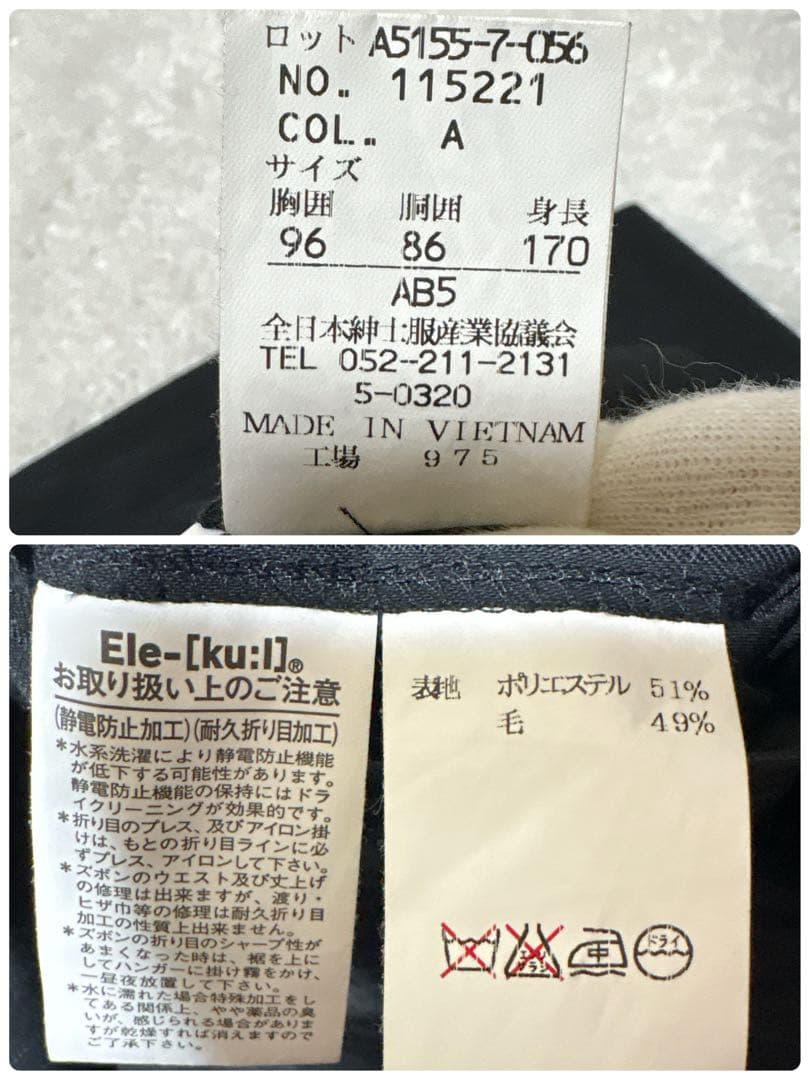 ロット A5155-7-056
NO. 115221
COL. A
サイズ
胸囲 胴囲 身長
96 86 170
AB5
全日本紳士服産業協議会
TEL 052-211-2131
5-0320
MADE IN VIETNAM
工場 975
Ele-[ku:l]®
お取り扱い上のご注意
(静電防止加工)(耐久折り目加工)
*水系洗濯により静電防止機能
が低下する可能性があります。
静電防止機能の保持にはドラ
イクリーニングが効果的です。
*折り目のプレス、及びアイロン掛
けは、もとの折り目ラインに必
ずプレス、アイロンして下さい。
*ズボンのウエスト及び丈上げ
の修理は出来ますが、渡り・
ヒザ巾等の修理は耐久折り目
加工の性質上出来ません。
*ズボンの折り目のシャープ性が
あまくなった時は、裾を上に
してハンガーに掛け霧をかけ、
一昼夜放置して下さい。
*水に濡れた場合特殊加工をし
てある関係上、やや薬品の臭
いが、感じられる場合がありま
すが乾燥すれば消えますので
ご了承下さい。
表地 ポリエステル 51%
毛 49%
エンソ サラシ 中 ドライ